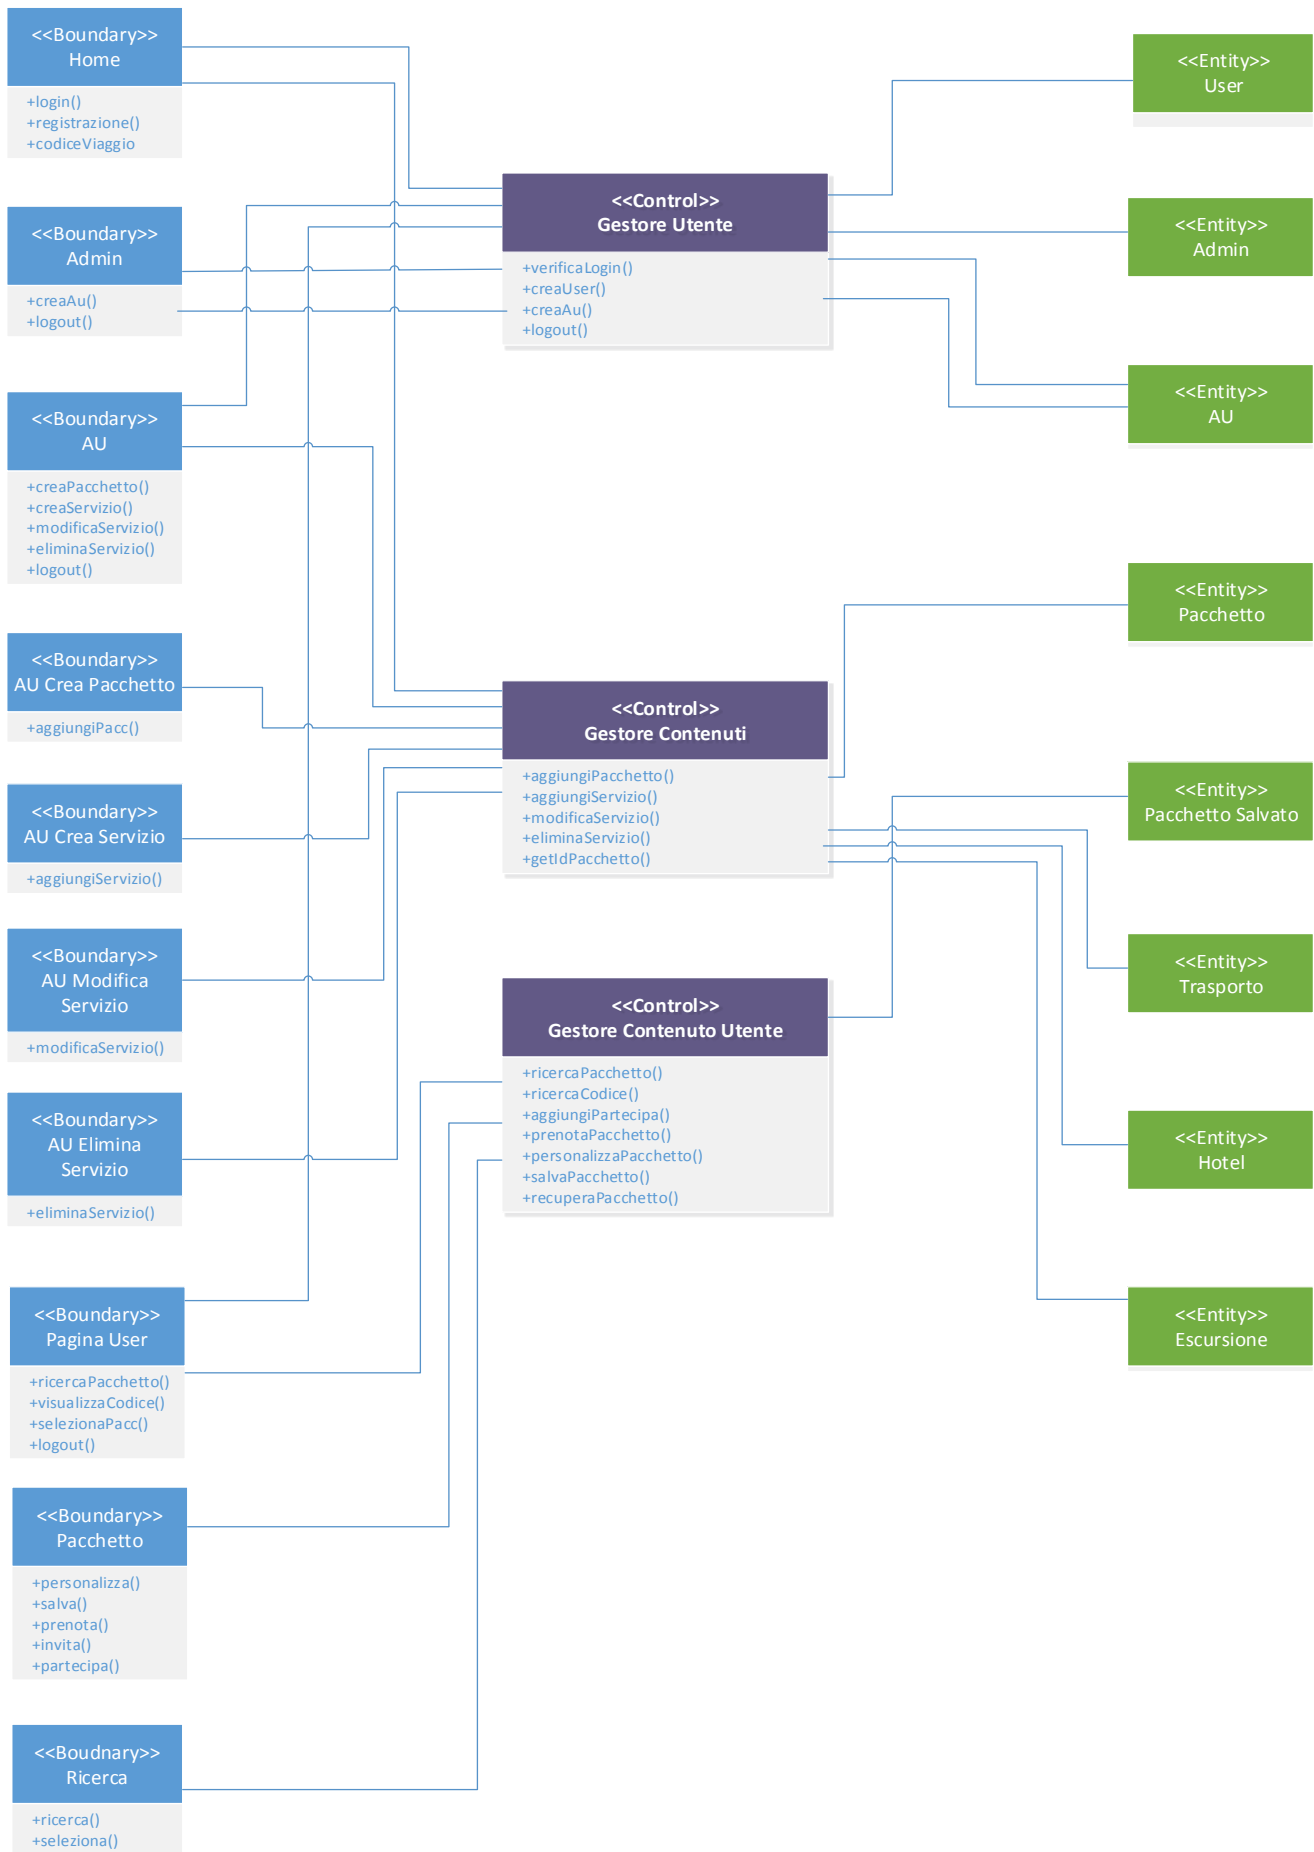 <<Boundary>>
Home
+login()
+registrazione()
+codiceViaggio
<<Boundary>>
Admin
+creaAu()
+logout()
<<Boundary>>
AU
+creaPacchetto()
+creaServizio()
+modificaServizio()
+eliminaServizio()
+logout()
<<Boundary>>
AU Crea Pacchetto
+aggiungiPacc()
<<Boundary>>
AU Crea Servizio
+aggiungiServizio()
<<Boundary>>
AU Modifica
Servizio
+modificaServizio()
<<Boundary>>
AU Elimina
Servizio
+eliminaServizio()
<<Boundary>>
Pagina User
+ricercaPacchetto()
+visualizzaCodice()
+selezionaPacc()
+logout()
<<Boundary>>
Pacchetto
+personalizza()
+salva()
+prenota()
+invita()
+partecipa()
<<Boudnary>>
Ricerca
+ricerca()
+seleziona()
<<Control>>
Gestore Utente
+verificaLogin()
+creaUser()
+creaAu()
+logout()
<<Control>>
Gestore Contenuti
+aggiungiPacchetto()
+aggiungiServizio()
+modificaServizio()
+eliminaServizio()
+getIdPacchetto()
<<Control>>
Gestore Contenuto Utente
+ricercaPacchetto()
+ricercaCodice()
+aggiungiPartecipa()
+prenotaPacchetto()
+personalizzaPacchetto()
+salvaPacchetto()
+recuperaPacchetto()
<<Entity>>
User
<<Entity>>
Admin
<<Entity>>
AU
<<Entity>>
Pacchetto
<<Entity>>
Pacchetto Salvato
<<Entity>>
Trasporto
<<Entity>>
Hotel
<<Entity>>
Escursione